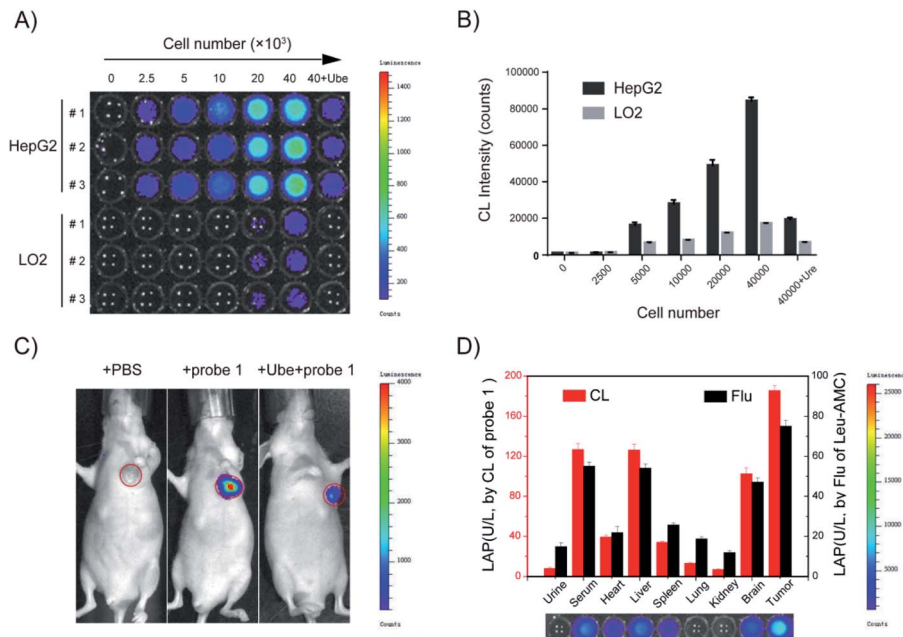 A)
Cell number (×10³)
0 2.5 5 10 20 40 40+Ube
HepG2
# 1
# 2
# 3
LO2
# 1
# 2
# 3
Luminescence
1400
1200
1000
800
600
400
200
Counts
B)
CL Intensity (counts)
100000
80000
60000
40000
20000
0
HepG2
LO2
0 2500 5000 10000 20000 40000 40000+Ure
Cell number
C)
+PBS +probe 1 +Ube+probe 1
Luminescence
4000
3000
2000
1000
Counts
D)
LAP(U/L, by CL of probe 1)
200
160
120
80
40
0
CL
Flu
100
80
60
40
20
0
LAP(U/L, by Flu of Leu-AMC)
Urine Serum Heart Liver Spleen Lung Kidney Brain Tumor
Luminescence
25000
20000
15000
10000
5000
Counts